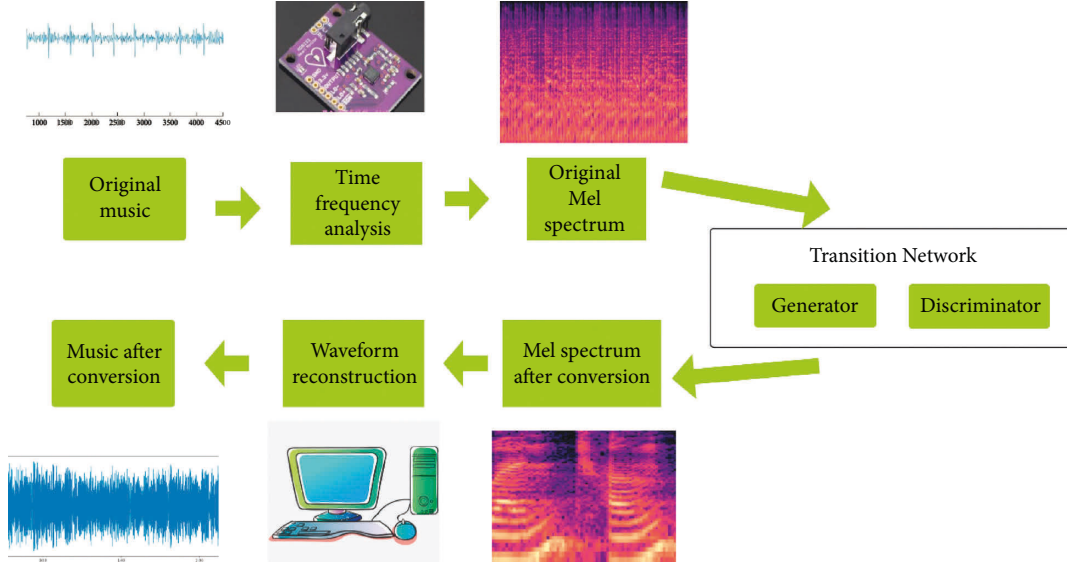 1000 1500 2000 2500 3000 3500 4000 4500
Original
music
Time
frequency
analysis
Original
Mel
spectrum
Transition Network
Generator
Discriminator
Music after
conversion
Waveform
reconstruction
Mel spectrum
after conversion